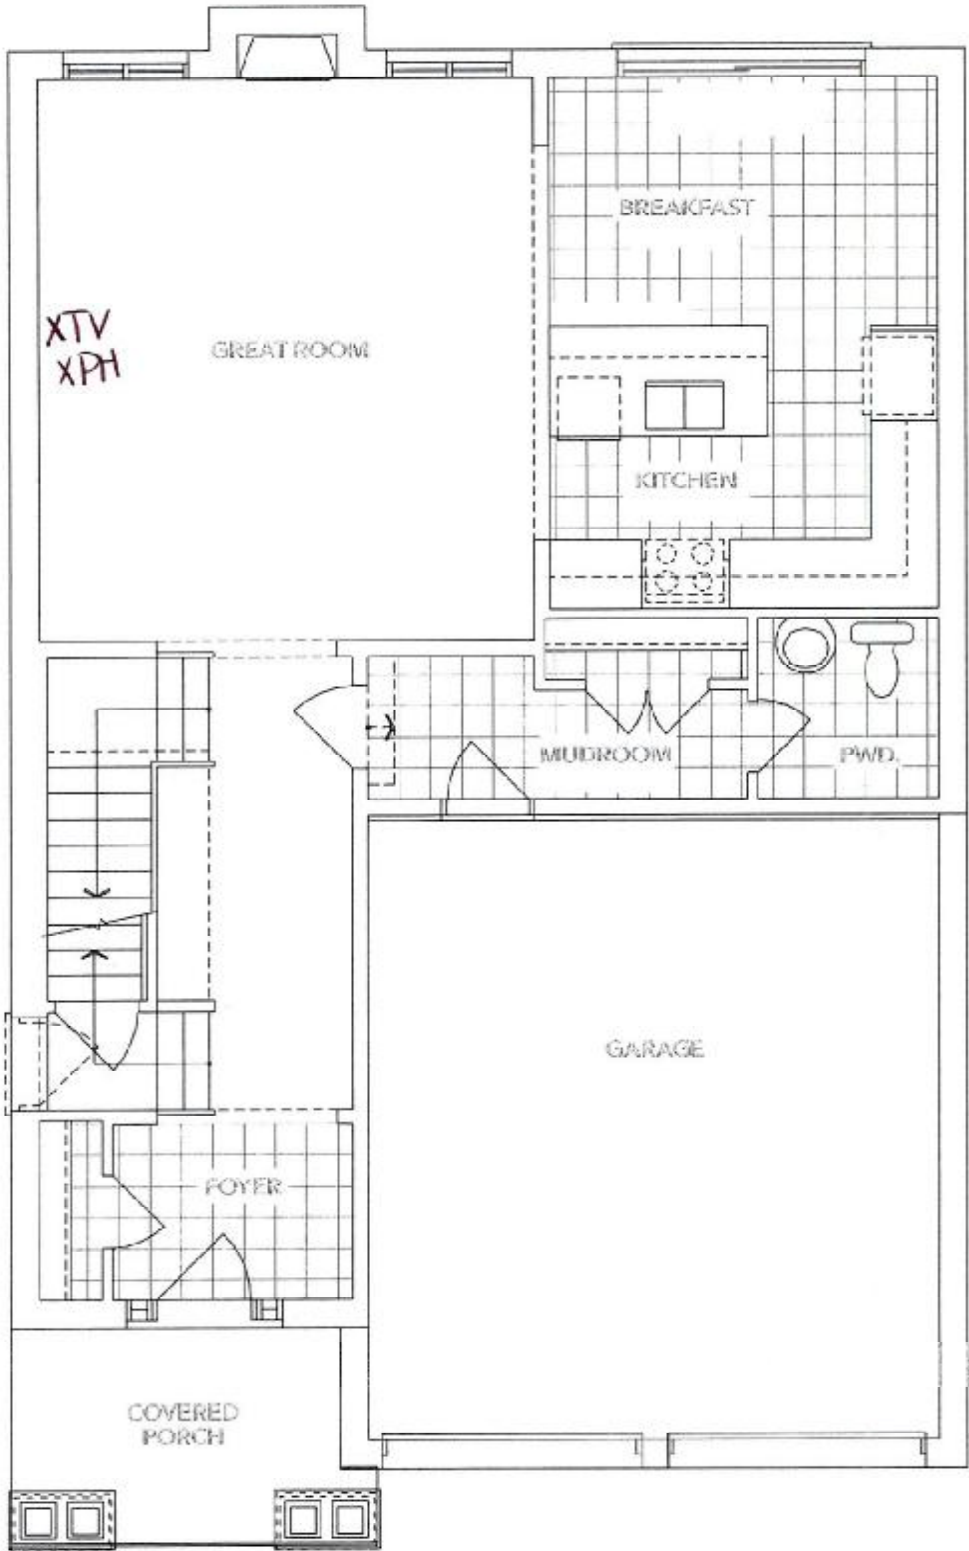 BREAKFAST
XTV
XPH
GREAT ROOM
KITCHEN
MUDROOM
PWD.
GARAGE
FOYER
COVERED
PORCH